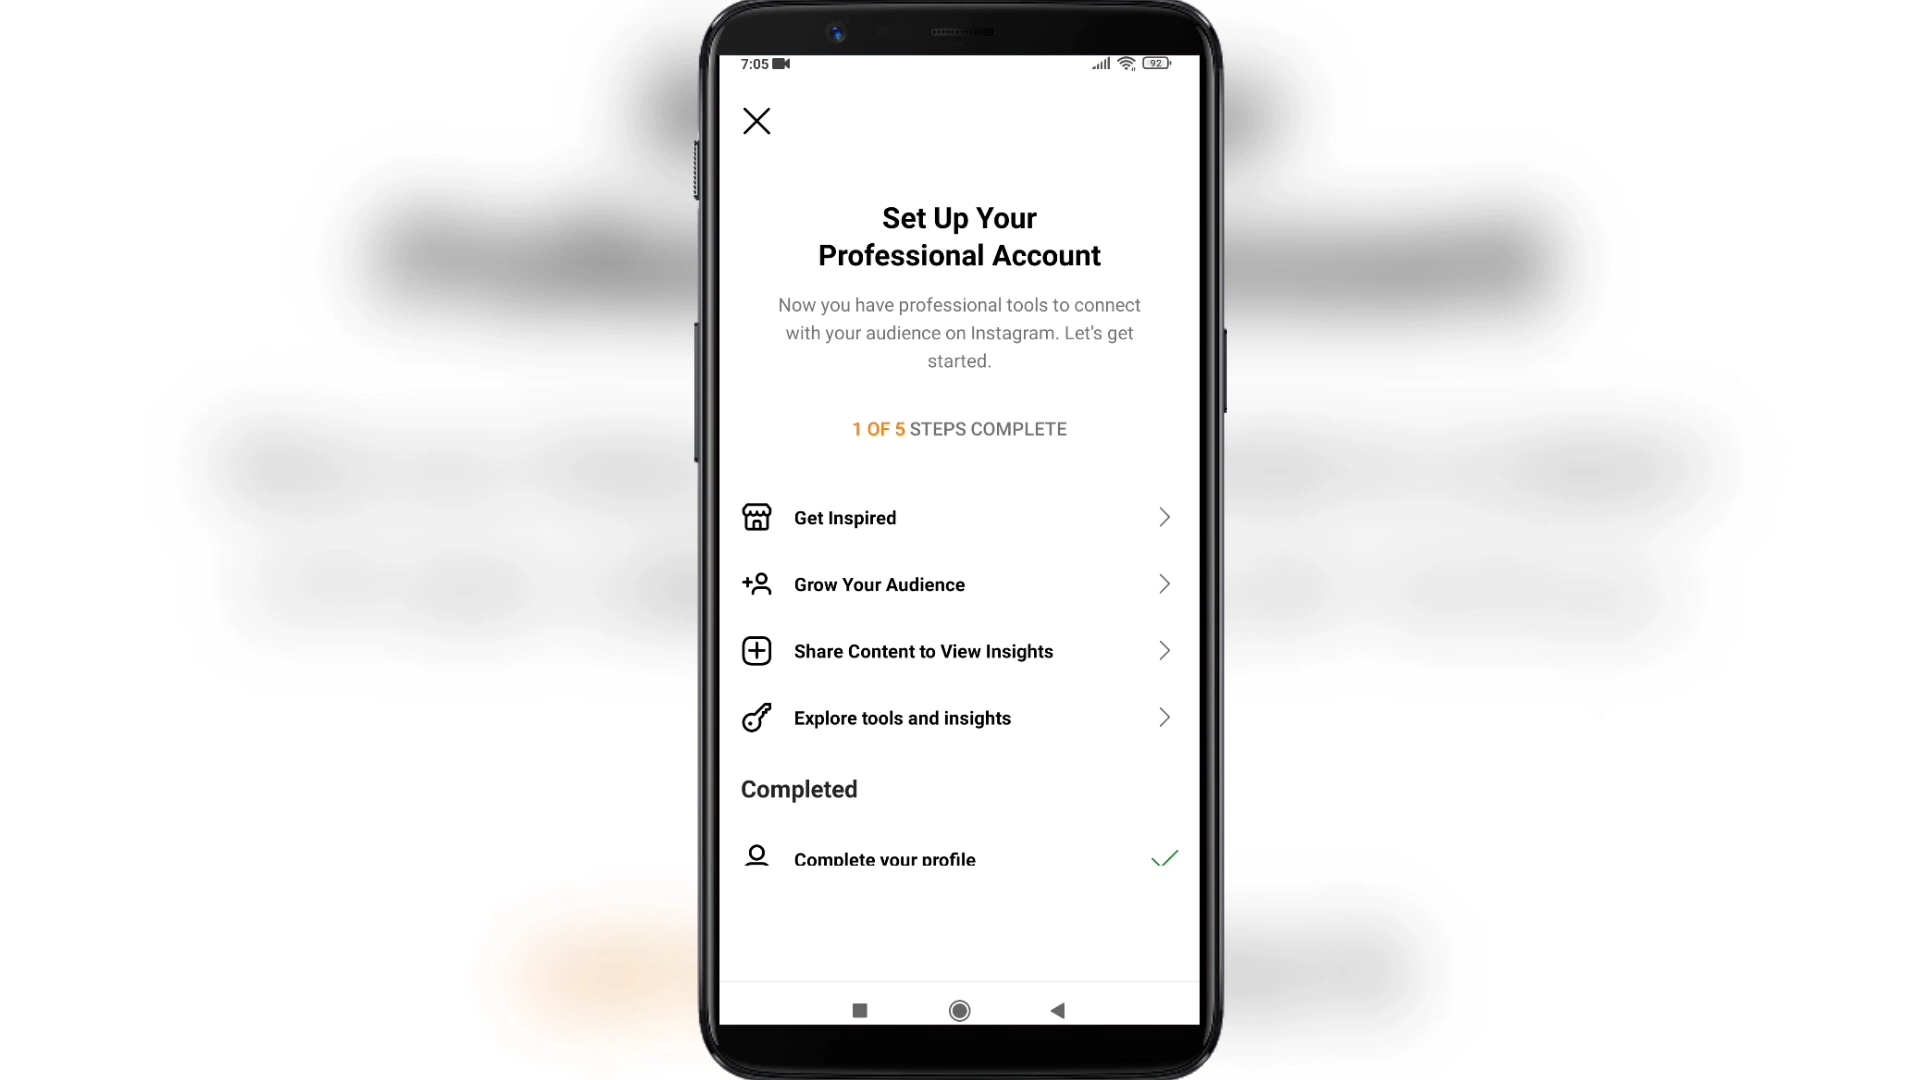 7:05
92
Set Up Your
Professional Account
Now you have professional tools to connect
with your audience on Instagram. Let's get
started.
1 OF 5 STEPS COMPLETE
Get Inspired
Grow Your Audience
Share Content to View Insights
Explore tools and insights
Completed
Complete your profile